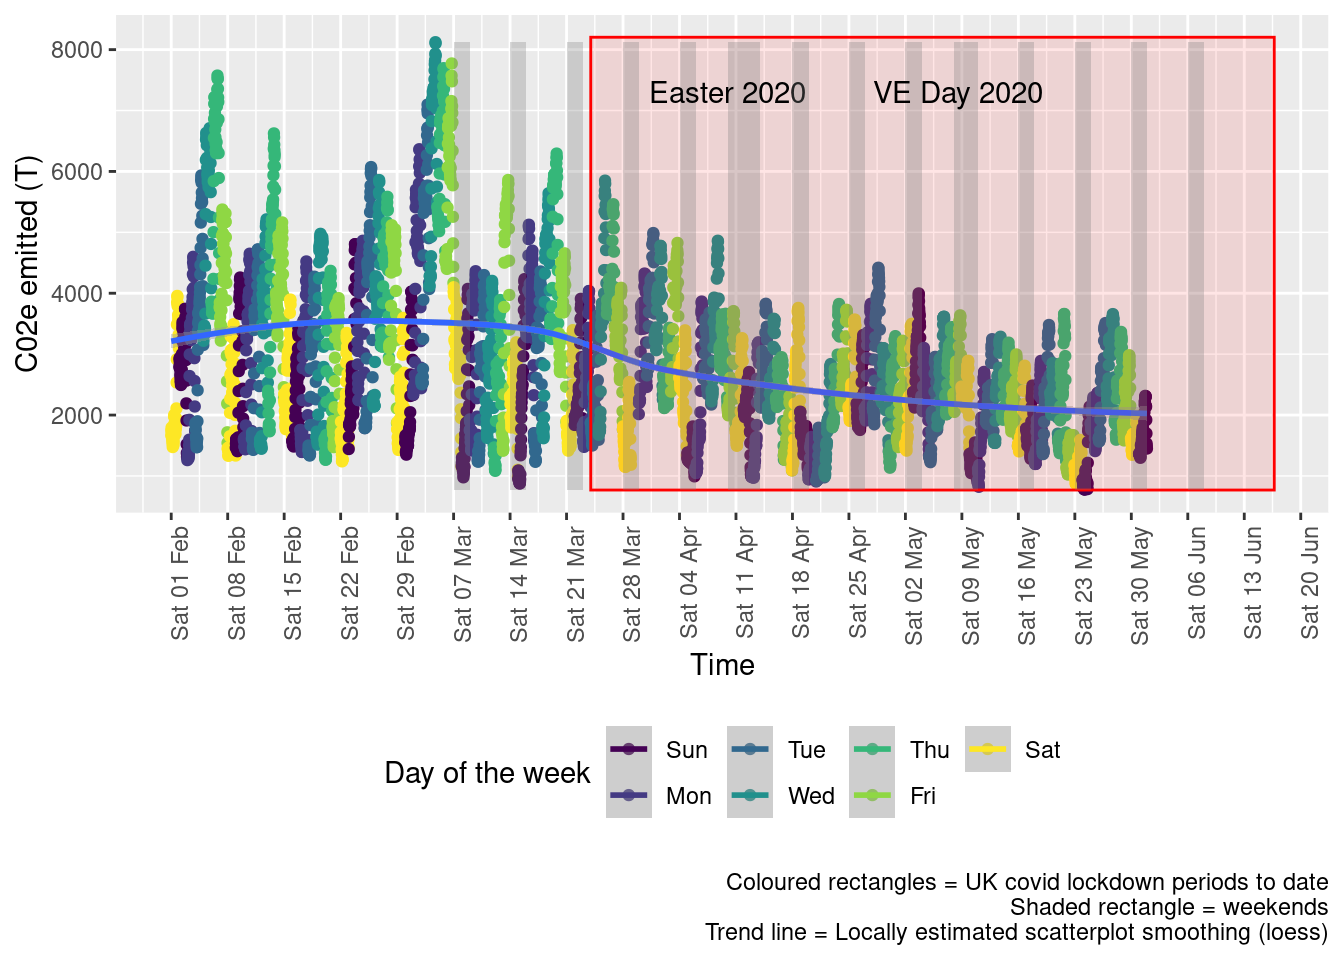 C02e emitted (T)
8000
6000
4000
2000
Easter 2020
VE Day 2020
Sat 01 Feb
Sat 08 Feb
Sat 15 Feb
Sat 22 Feb
Sat 29 Feb
Sat 07 Mar
Sat 14 Mar
Sat 21 Mar
Sat 28 Mar
Sat 04 Apr
Sat 11 Apr
Sat 18 Apr
Sat 25 Apr
Sat 02 May
Sat 09 May
Sat 16 May
Sat 23 May
Sat 30 May
Sat 06 Jun
Sat 13 Jun
Sat 20 Jun
Time
Day of the week
Sun
Tue
Thu
Sat
Mon
Wed
Fri
Coloured rectangles = UK covid lockdown periods to date
Shaded rectangle = weekends
Trend line = Locally estimated scatterplot smoothing (loess)